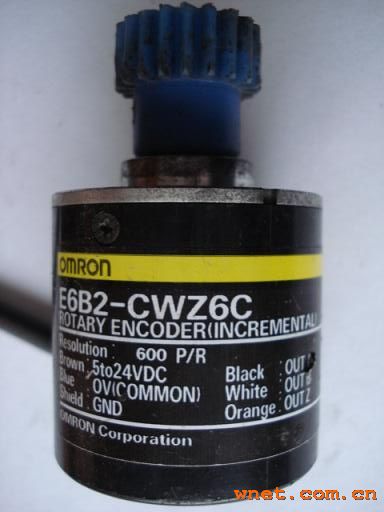 OMRON
E6B2-CWZ6C
ROTARY ENCODER(INCREMENTAL)
Resolution : 600 P/R
Brown : 5to24VDC
Blue : 0V(COMMON)
Shield : GND
Black : OUT
White : OUT B
Orange : OUT Z
OMRON Corporation
wnet.com.cn